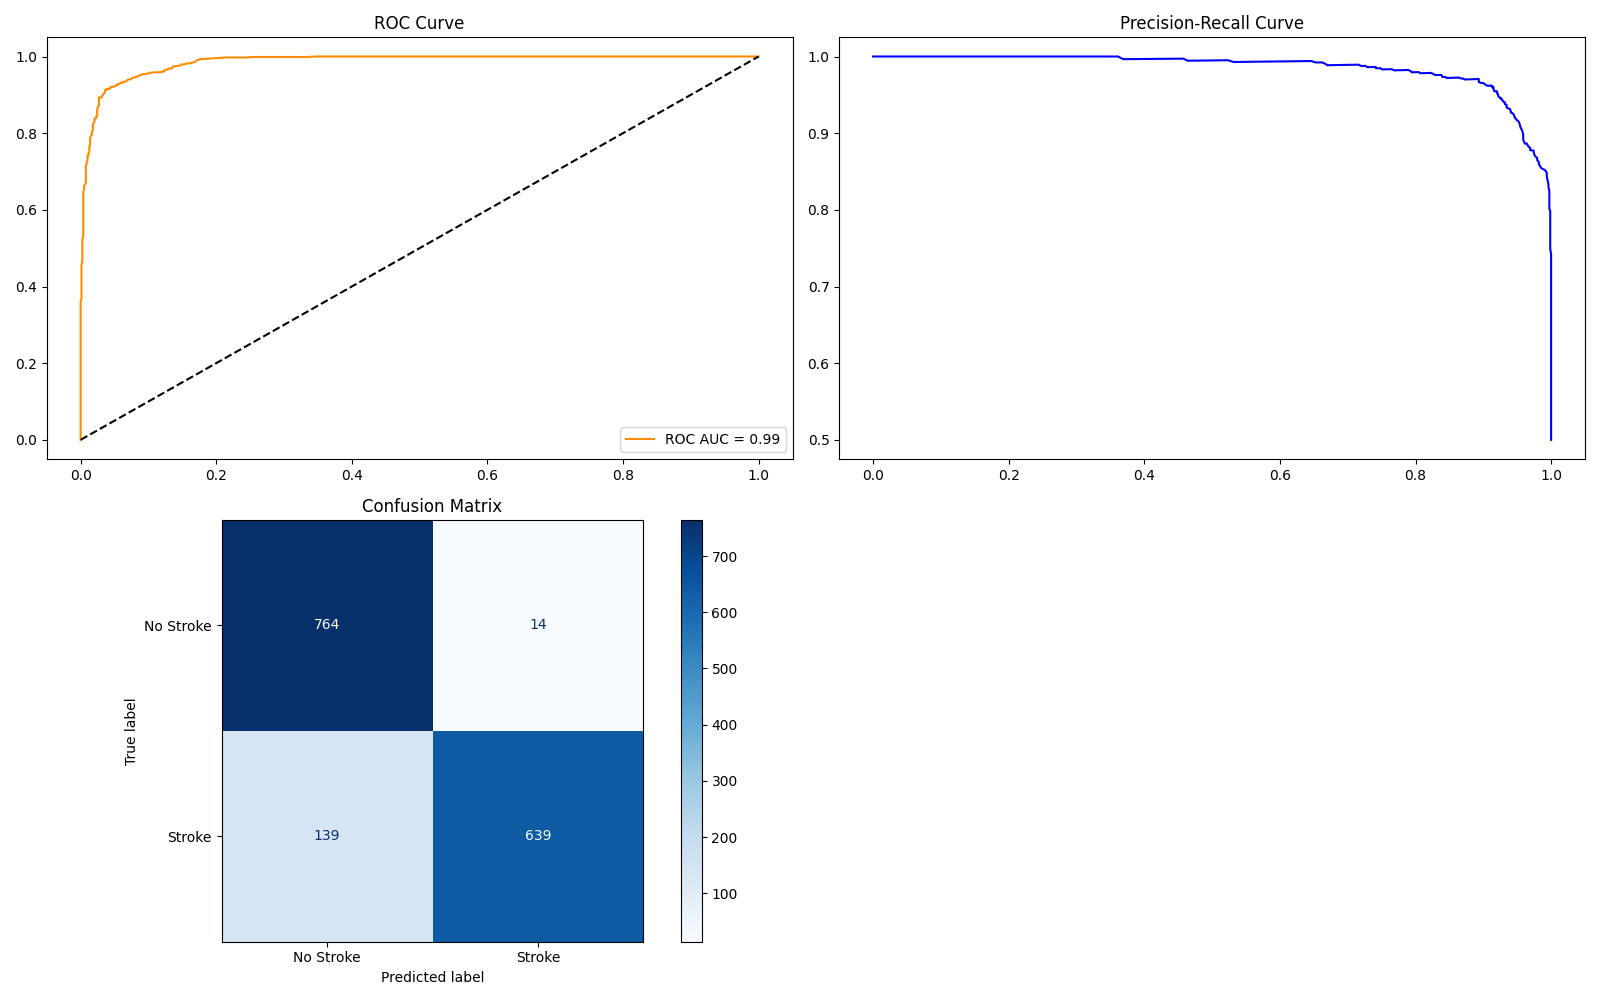 ROC Curve
1.0
0.8
0.6
0.4
0.2
0.0
0.0 0.2 0.4 0.6 0.8 1.0
ROC AUC = 0.99
Precision-Recall Curve
1.0
0.9
0.8
0.7
0.6
0.5
0.0 0.2 0.4 0.6 0.8 1.0
Confusion Matrix
True label
No Stroke
764 14
Stroke
139 639
No Stroke Stroke
Predicted label
700
600
500
400
300
200
100